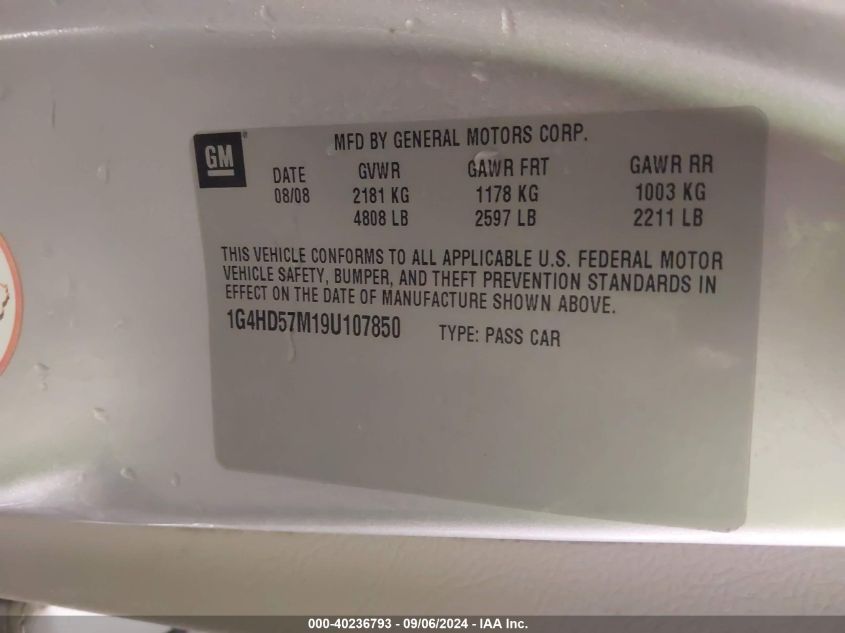 MFD BY GENERAL MOTORS CORP.
GM ®
DATE GVWR GAWR FRT GAWR RR
08/08 2181 KG 1178 KG 1003 KG
4808 LB 2597 LB 2211 LB
THIS VEHICLE CONFORMS TO ALL APPLICABLE U.S. FEDERAL MOTOR
VEHICLE SAFETY, BUMPER, AND THEFT PREVENTION STANDARDS IN
EFFECT ON THE DATE OF MANUFACTURE SHOWN ABOVE.
1G4HD57M19U107850 TYPE: PASS CAR
000-40236793 - 09/06/2024 - IAA Inc.